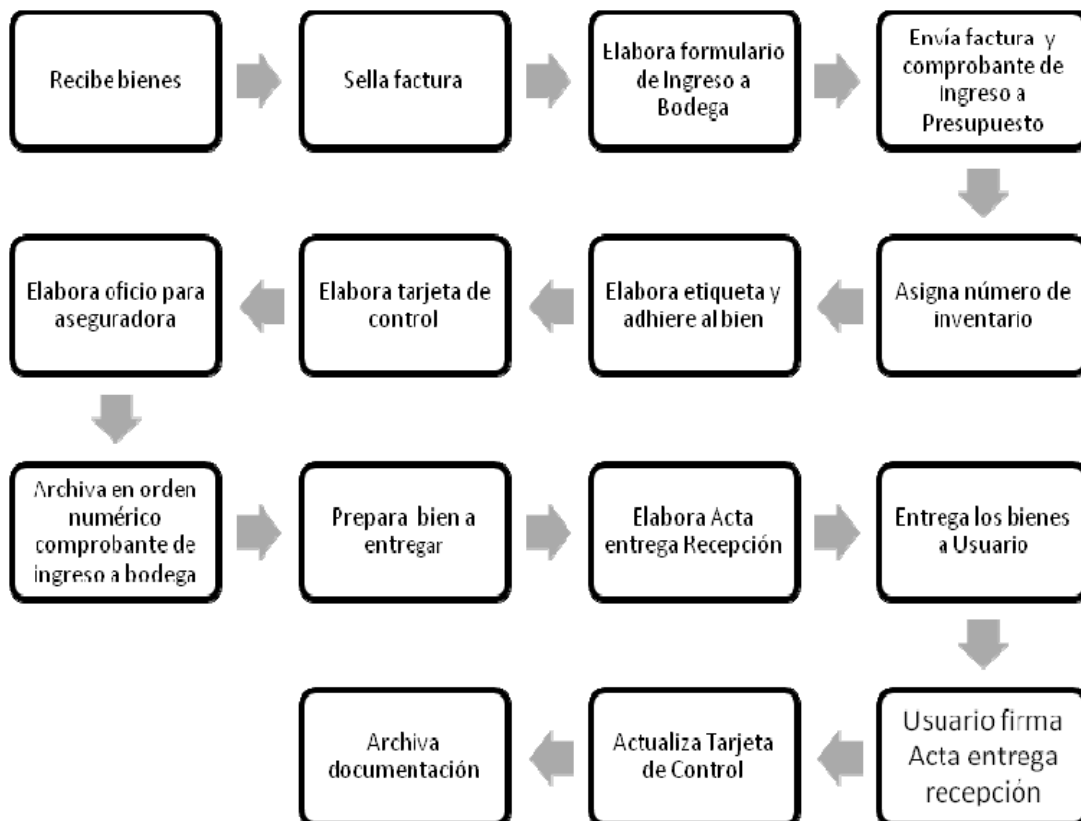 Recibe bienes
Sella factura
Elabora formulario
de Ingreso a
Bodega
Envía factura y
comprobante de
ingreso a
Presupuesto
Asigna número de
inventario
Elabora etiqueta y
adhiere al bien
Elabora tarjeta de
control
Elabora oficio para
aseguradora
Archiva en orden
numérico
comprobante de
ingreso a bodega
Prepara bien a
entregar
Elabora Acta
entrega Recepción
Entrega los bienes
a Usuario
Usuario firma
Acta entrega
recepción
Actualiza Tarjeta
de Control
Archiva
documentación